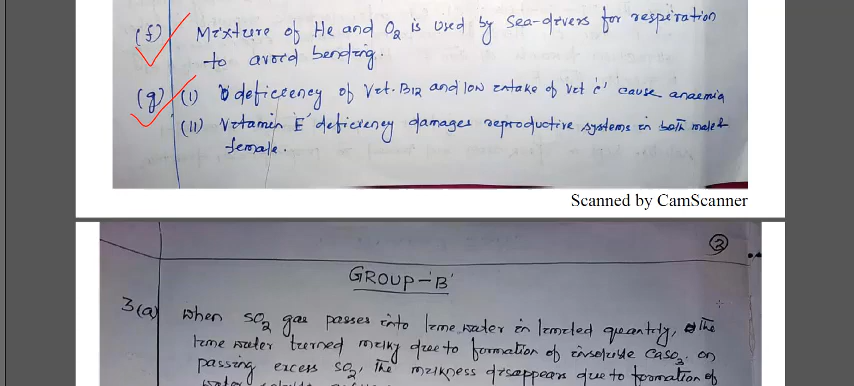 (f) Mixture of He and O2 is used by Sea-drivers for respiration
to avoid bending.
(g) (i) deficiency of Vit. B12 and low intake of Vit 'c' cause anaemia
(ii) Vitamin 'E' deficiency damages reproductive systems in both male &
female.
Scanned by CamScanner
2
GROUP-'B'
3(a) When SO2 gas passes into lime water in limited quantity, the
lime water turned milky due to formation of insoluble CaSO3. on
passing excess SO2, the milkness disappears due to formation of